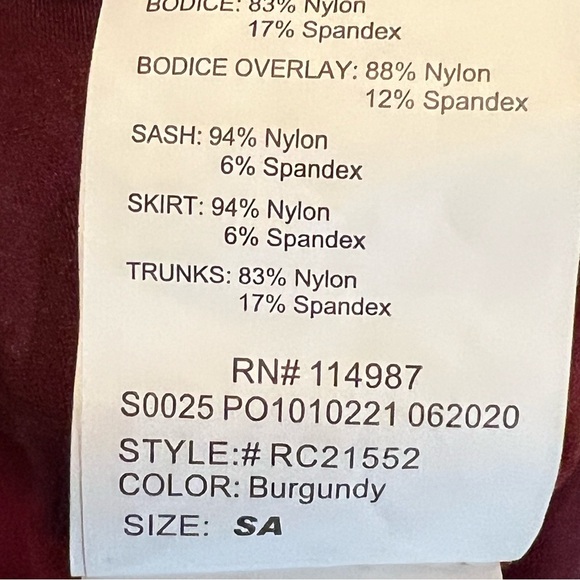 BODICE: 83% Nylon
17% Spandex
BODICE OVERLAY: 88% Nylon
12% Spandex
SASH: 94% Nylon
6% Spandex
SKIRT: 94% Nylon
6% Spandex
TRUNKS: 83% Nylon
17% Spandex
RN# 114987
S0025 PO1010221 062020
STYLE:# RC21552
COLOR: Burgundy
SIZE: SA